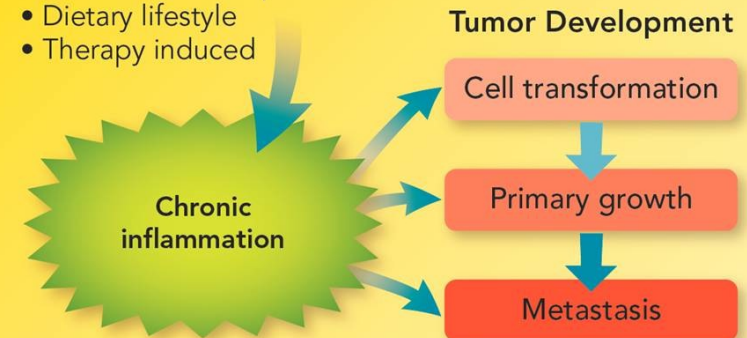 • Dietary lifestyle
• Therapy induced
Chronic
inflammation
Tumor Development
Cell transformation
Primary growth
Metastasis